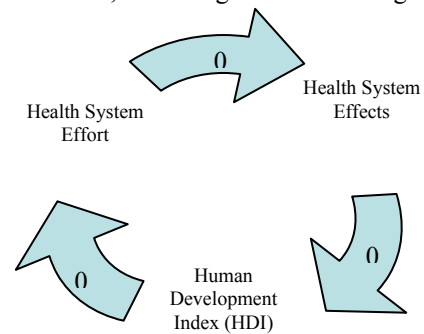 0
Health System
Effects
Health System
Effort
0
0
Human
Development
Index (HDI)